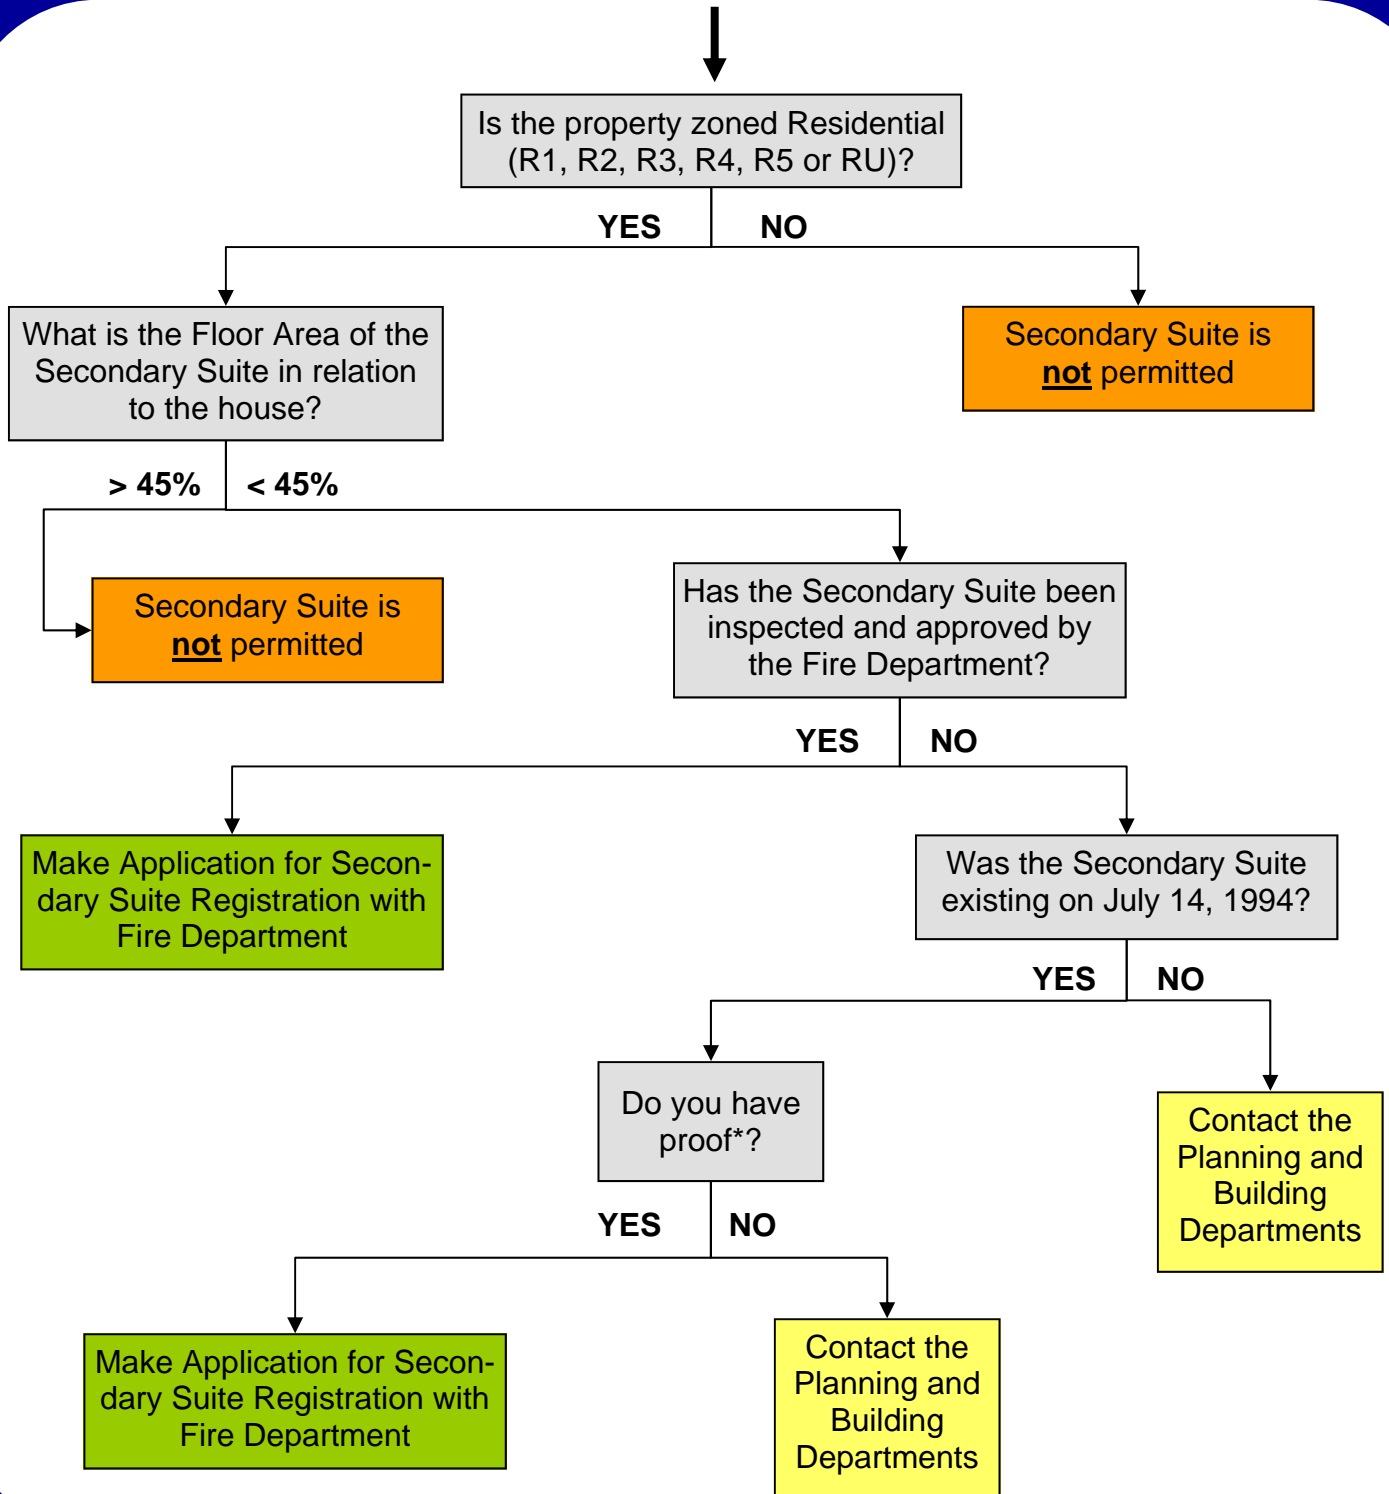 Is the property zoned Residential
(R1, R2, R3, R4, R5 or RU)?
YES
NO
What is the Floor Area of the
Secondary Suite in relation
to the house?
Secondary Suite is
not permitted
> 45%
< 45%
Secondary Suite is
not permitted
Has the Secondary Suite been
inspected and approved by
the Fire Department?
YES
NO
Make Application for Secon-
dary Suite Registration with
Fire Department
Was the Secondary Suite
existing on July 14, 1994?
YES
NO
Do you have
proof*?
Contact the
Planning and
Building
Departments
YES
NO
Make Application for Secon-
dary Suite Registration with
Fire Department
Contact the
Planning and
Building
Departments